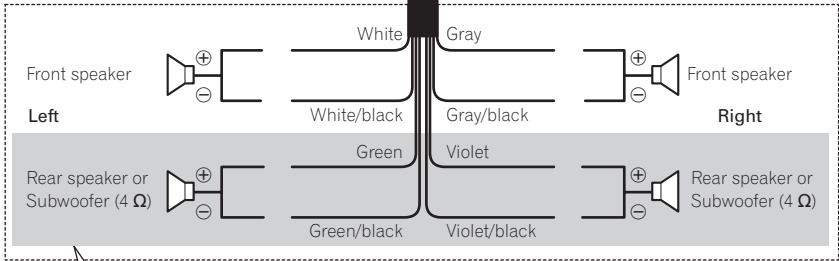 White Gray
⊕ ⊕
Front speaker Front speaker
⊖ ⊖
Left White/black Gray/black Right
Green Violet
Rear speaker or ⊕ ⊕ Rear speaker or
Subwoofer (4 Ω) ⊖ ⊖ Subwoofer (4 Ω)
Green/black Violet/black